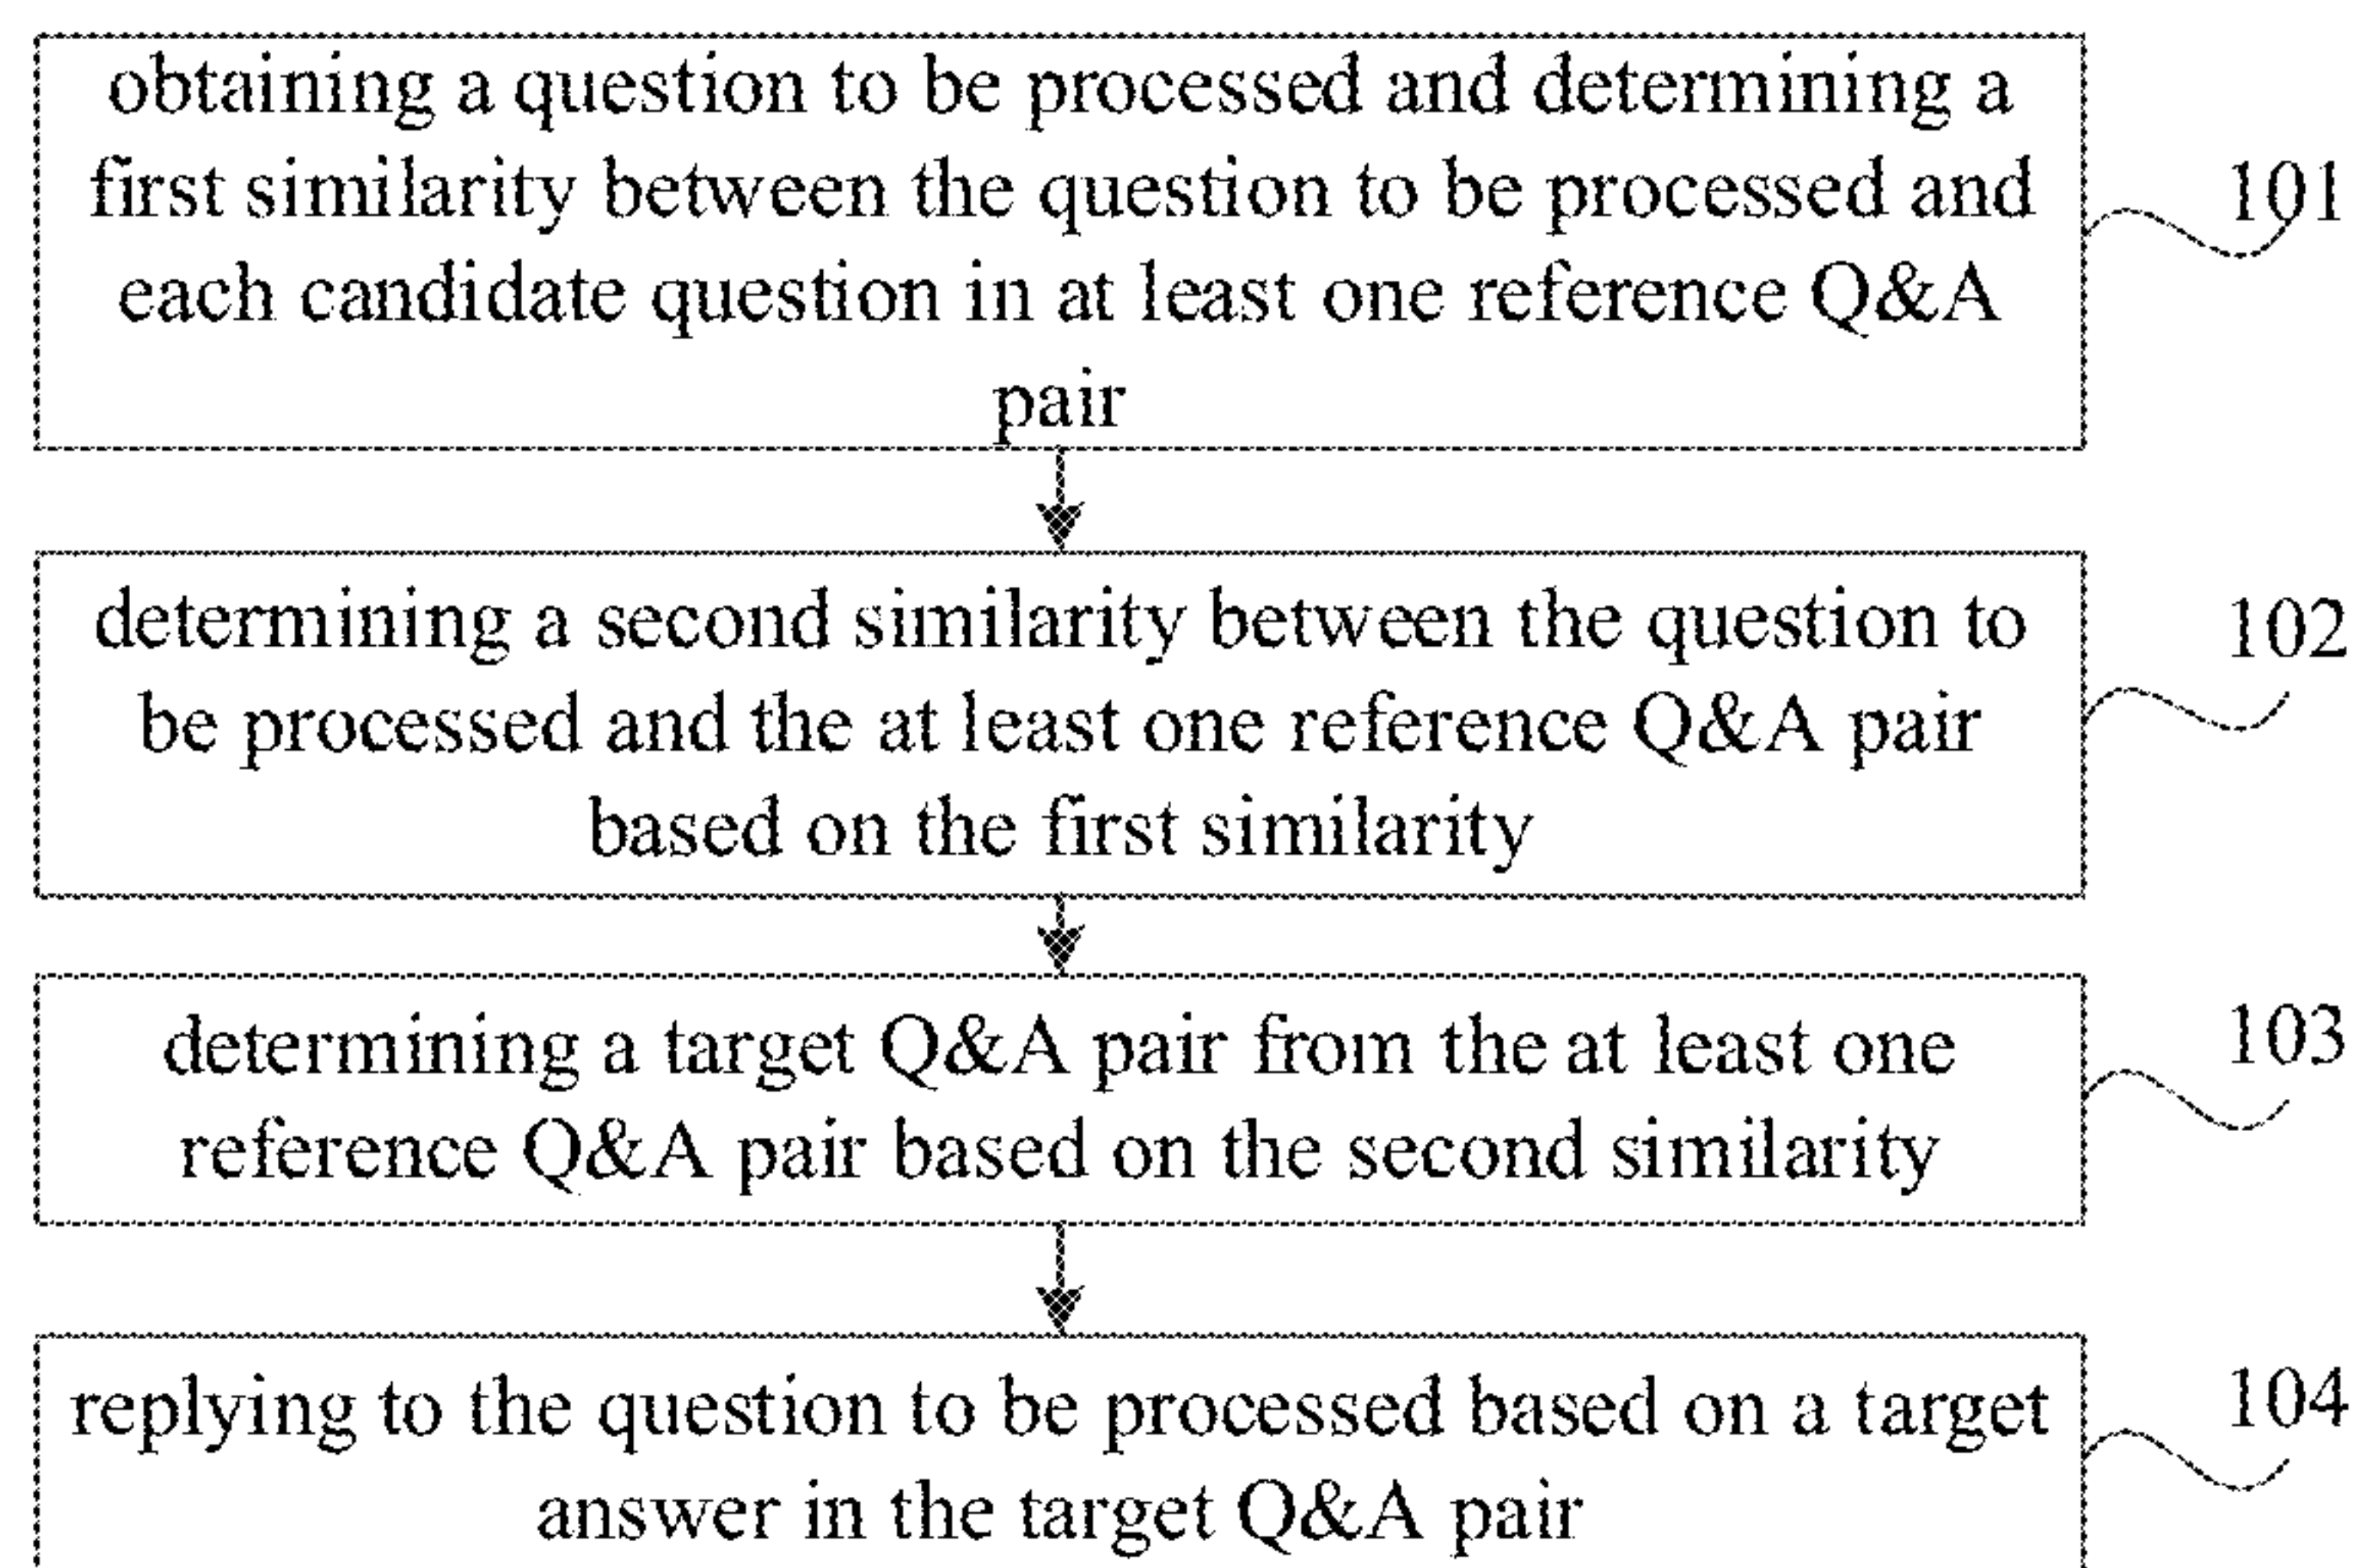 obtaining a question to be processed and determining a
first similarity between the question to be processed and
each candidate question in at least one reference Q&A
pair
101
determining a second similarity between the question to
be processed and the at least one reference Q&A pair
based on the first similarity
102
determining a target Q&A pair from the at least one
reference Q&A pair based on the second similarity
103
replying to the question to be processed based on a target
answer in the target Q&A pair
104